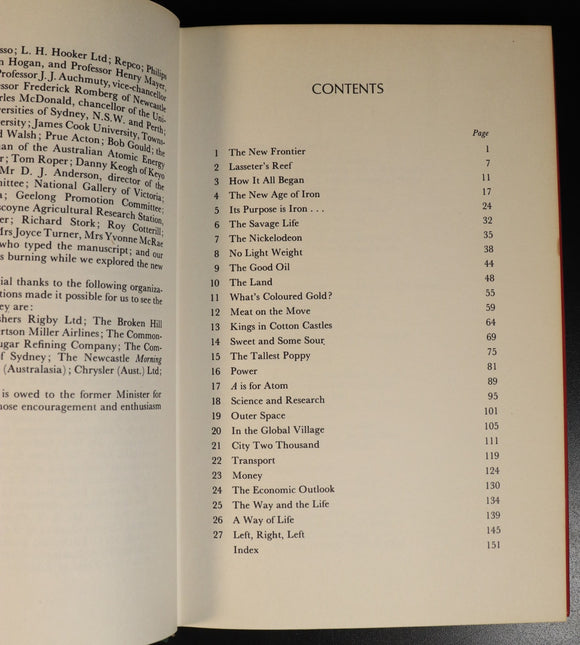 sso; L. H. Hooker Ltd; Repco; Philips
n Hogan, and Professor Henry Mayer,
Professor J. J. Auchmuty, vice-chancellor
ssor Frederick Romberg of Newcastle
rles McDonald, chancellor of the Uni-
versities of Sydney, N.S.W. and Perth;
ersity; James Cook University, Towns-
d Walsh; Prue Acton; Bob Gould; the
an of the Australian Atomic Energy
r; Tom Roper; Danny Keogh of Keyo
Mr D. J. Anderson, director of the
mittee; National Gallery of Victoria;
a; Geelong Promotion Committee;
scoyne Agricultural Research Station,
er; Richard Stork; Roy Cotterill;
Mrs Joyce Turner, Mrs Yvonne McRae
who typed the manuscript; and our
s burning while we explored the new
cial thanks to the following organiza-
tions made it possible for us to see the
ey are:
shers Rigby Ltd; The Broken Hill
ertson Miller Airlines; The Common-
ugar Refining Company; The Com-
of Sydney; The Newcastle Morning
(Australasia); Chrysler (Aust.) Ltd;
is owed to the former Minister for
hose encouragement and enthusiasm
CONTENTS
Page
1 The New Frontier 1
2 Lasseter's Reef 7
3 How It All Began 11
4 The New Age of Iron 17
5 Its Purpose is Iron . . . 24
6 The Savage Life 32
7 The Nickelodeon 35
8 No Light Weight 38
9 The Good Oil 44
10 The Land 48
11 What's Coloured Gold? 55
12 Meat on the Move 59
13 Kings in Cotton Castles 64
14 Sweet and Some Sour 69
15 The Tallest Poppy 75
16 Power 81
17 A is for Atom 89
18 Science and Research 95
19 Outer Space 101
20 In the Global Village 105
21 City Two Thousand 111
22 Transport 119
23 Money 124
24 The Economic Outlook 130
25 The Way and the Life 134
26 A Way of Life 139
27 Left, Right, Left 145
Index 151